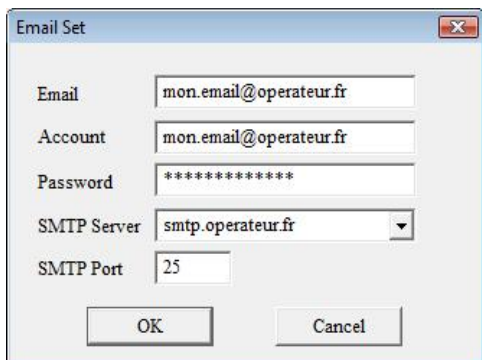 Email Set
Email mon.email@operateur.fr
Account mon.email@operateur.fr
Password *************
SMTP Server smtp.operateur.fr
SMTP Port 25
OK Cancel